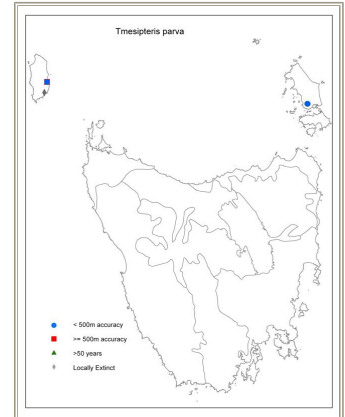 Tmesipteris parva
< 500m accuracy
>= 500m accuracy
>50 years
Locally Extinct